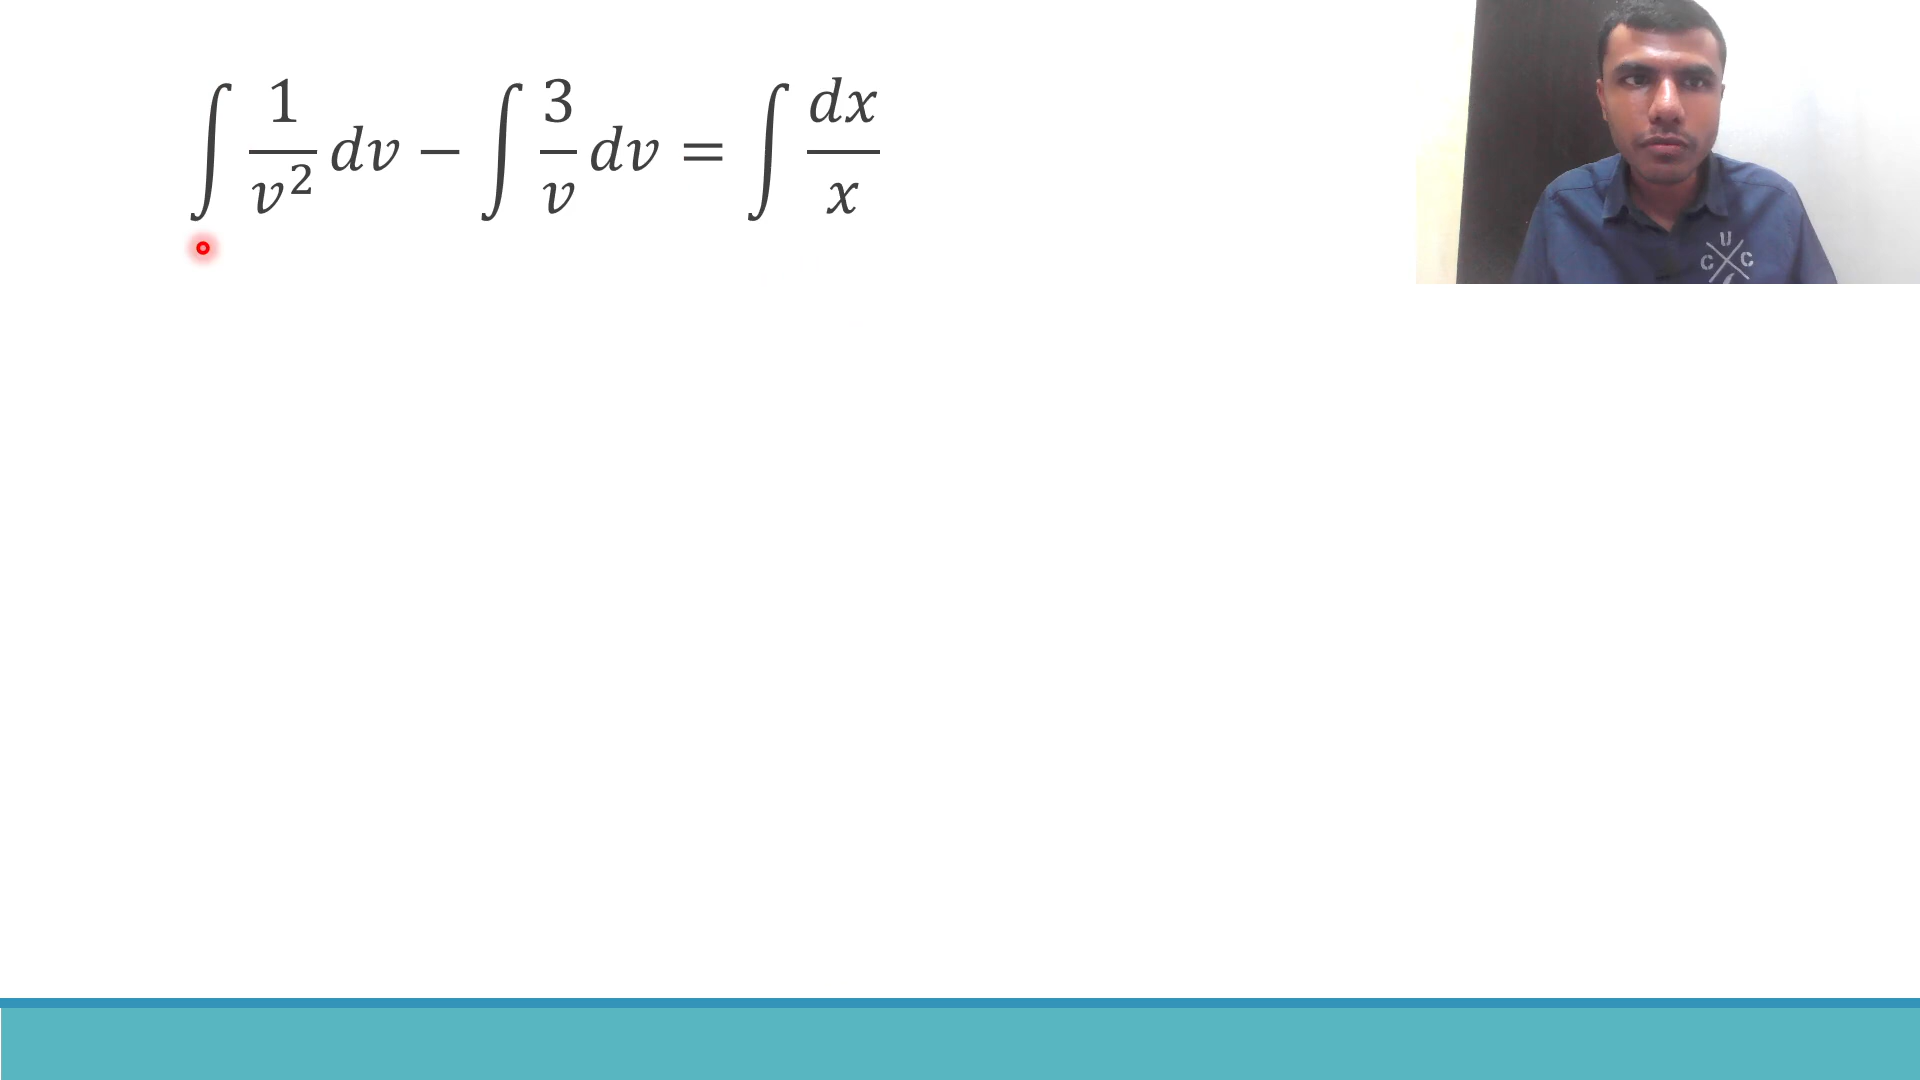 ∫ 1/v² dv − ∫ 3/v dv = ∫ dx/x
U
C C